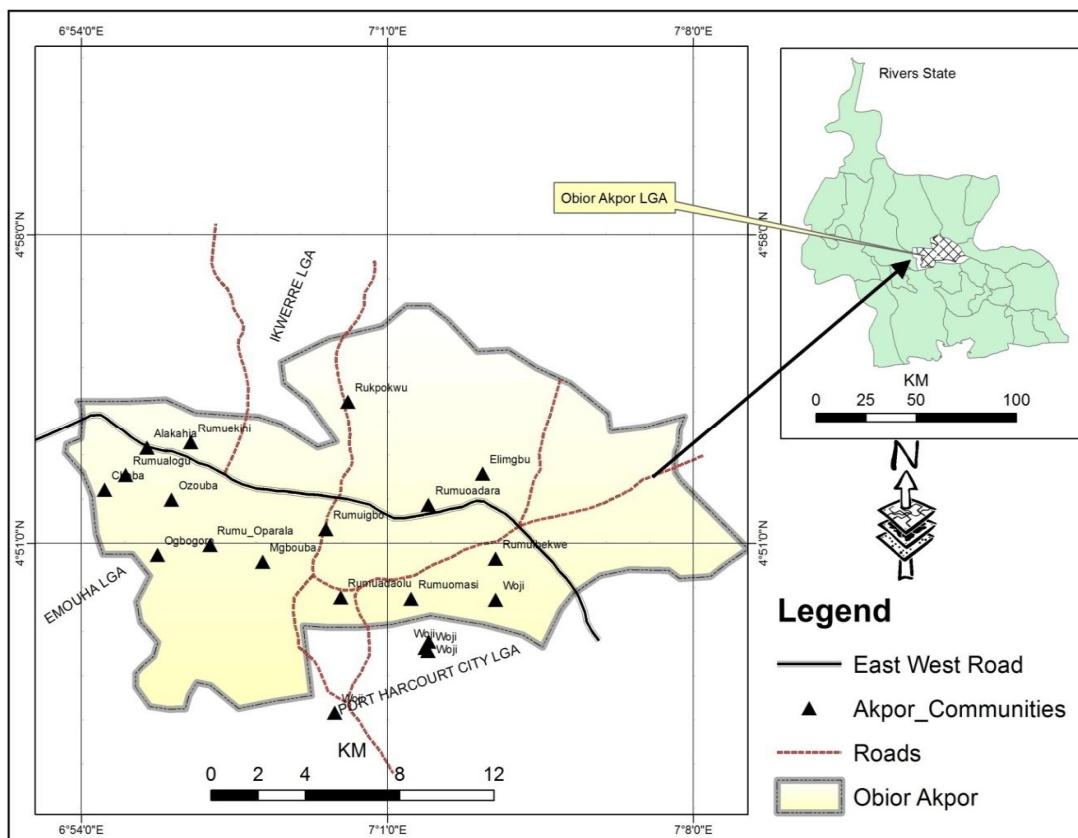 6°54'0"E
7°1'0"E
7°8'0"E
Rivers State
Obior Akpor LGA
4°58'0"N
4°58'0"N
IKWERRE LGA
KM
0 25 50 100
N
Rukpokwu
Rumuekini
Alakahia
Rumualogu
Choba
Ozouba
Elimgbu
Rumuoadara
Rumuigbo
Rumu_Oparala
Ogbogoro
Mgbouba
Rumuibekwe
4°51'0"N
4°51'0"N
EMOUHA LGA
Rumuadaolu
Rumuomasi
Woji
Woji
Woji
Woji
PORT HARCOURT CITY LGA
Woji
KM
0 2 4 8 12
Legend
East West Road
Akpor_Communities
Roads
Obior Akpor
6°54'0"E
7°1'0"E
7°8'0"E